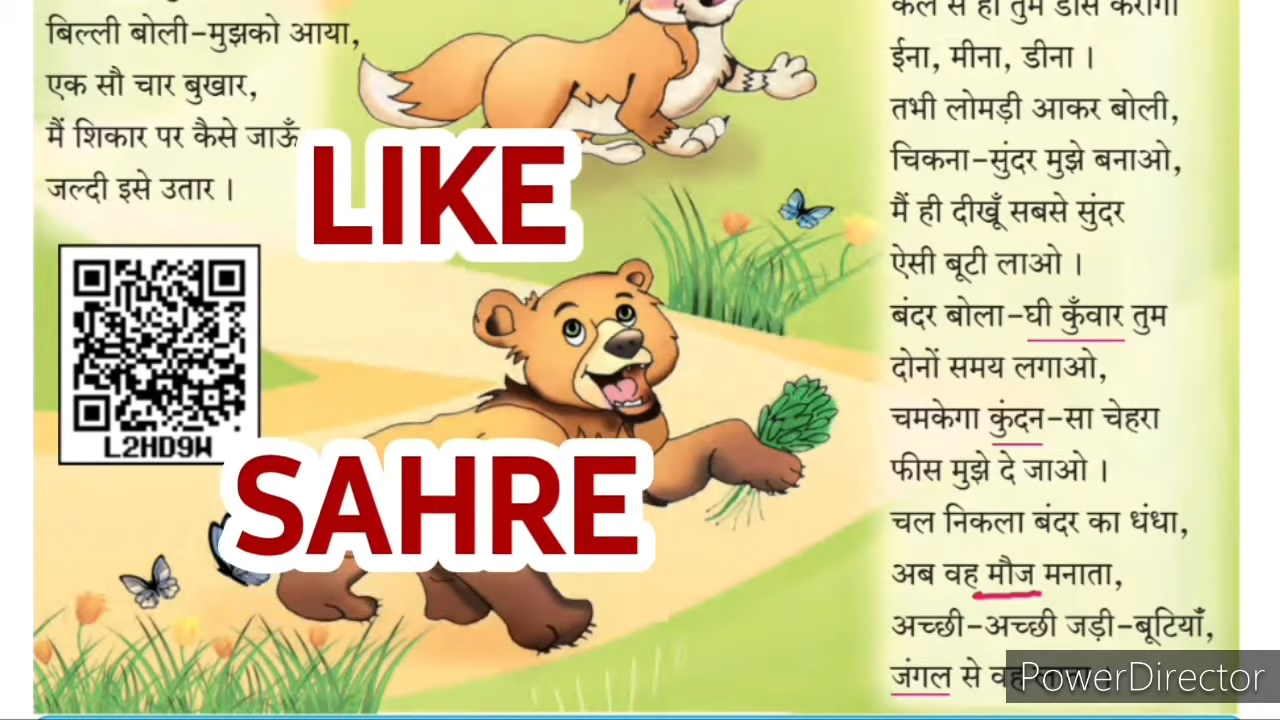 बिल्ली बोली-मुझको आया,
एक सौ चार बुखार,
मैं शिकार पर कैसे जाऊँ
जल्दी इसे उतार ।
LIKE
L2HD9W
SAHRE
ईना, मीना, डीना ।
तभी लोमड़ी आकर बोली,
चिकना-सुंदर मुझे बनाओ,
मैं ही दीखूँ सबसे सुंदर
ऐसी बूटी लाओ ।
बंदर बोला-घी कुँवार तुम
दोनों समय लगाओ,
चमकेगा कुंदन-सा चेहरा
फीस मुझे दे जाओ ।
चल निकला बंदर का धंधा,
अब वह मौज मनाता,
अच्छी-अच्छी जड़ी-बूटियाँ,
जंगल से वह
PowerDirector